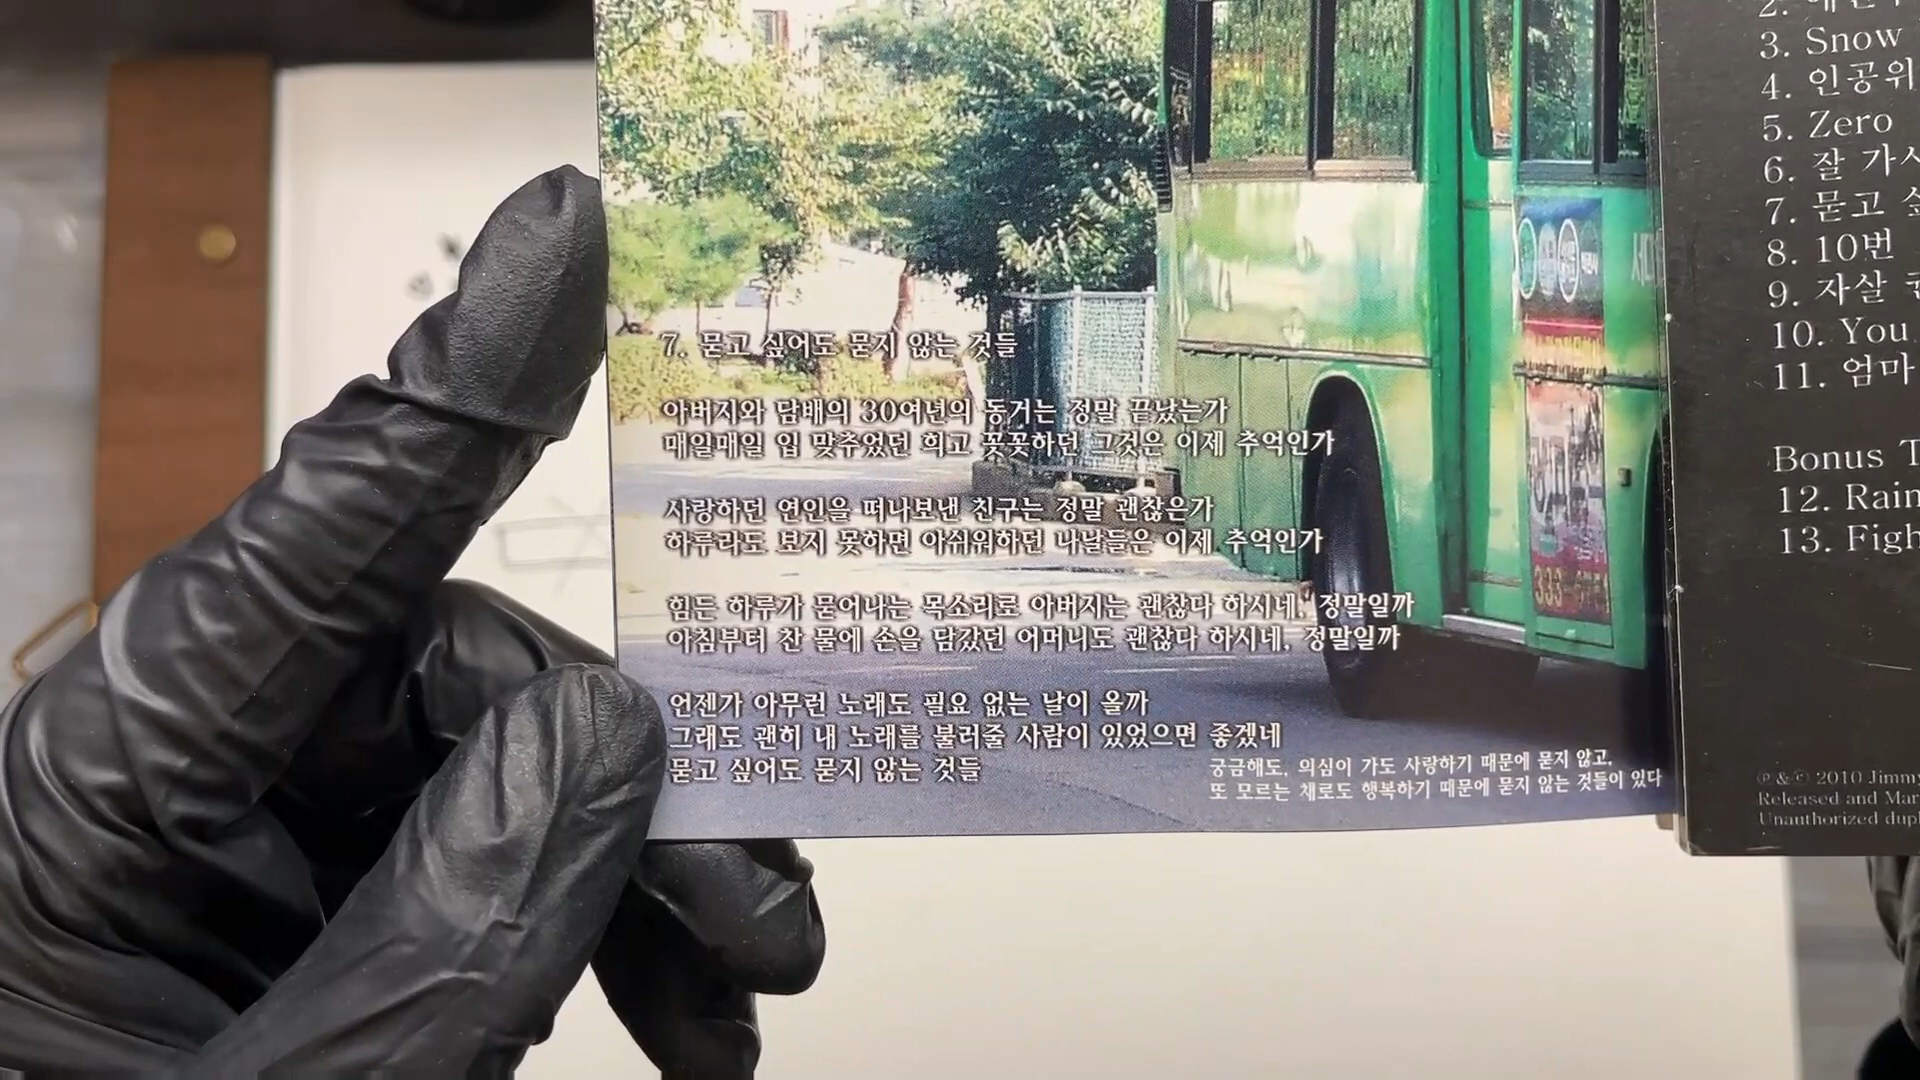 7. 묻고 싶어도 묻지 않는 것들
아버지와 담배의 30여년의 동거는 정말 끝났는가
매일매일 입 맞추었던 희고 꼿꼿하던 그것은 이제 추억인가
사랑하던 연인을 떠나보낸 친구는 정말 괜찮은가
하루라도 보지 못하면 아쉬워하던 나날들은 이제 추억인가
힘든 하루가 묻어나는 목소리로 아버지는 괜찮다 하시네, 정말일까
아침부터 찬 물에 손을 담갔던 어머니도 괜찮다 하시네, 정말일까
언젠가 아무런 노래도 필요 없는 날이 올까
그래도 괜히 내 노래를 불러줄 사람이 있었으면 좋겠네
묻고 싶어도 묻지 않는 것들
궁금해도, 의심이 가도 사랑하기 때문에 묻지 않고,
또 모르는 채로도 행복하기 때문에 묻지 않는 것들이 있다
2.
3. Snow
4. 인공위
5. Zero
6. 잘 가
7. 묻고
8. 10번
9. 자살
10. You
11. 엄마
Bonus
12. Rain
13. Figh
℗ & © 2010 Jimmy
Released and Mar
Unauthorized dupl